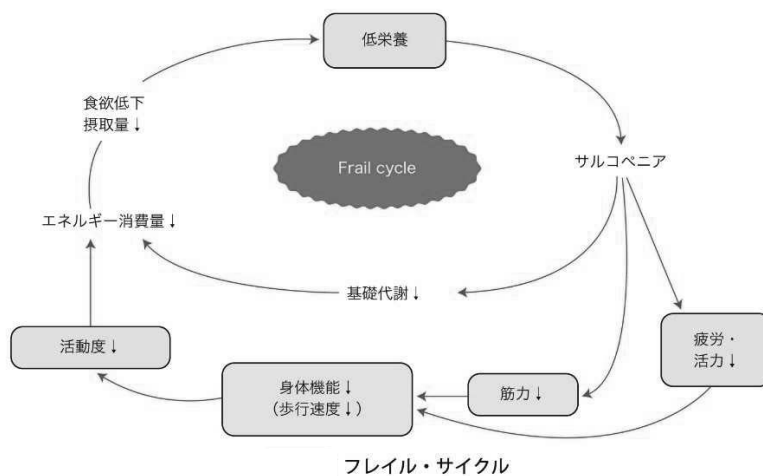 低栄養
食欲低下
摂取量↓
Frail cycle
サルコペニア
エネルギー消費量↓
基礎代謝↓
活動度↓
身体機能↓
(歩行速度↓)
筋力↓
疲労・
活力↓
フレイル・サイクル